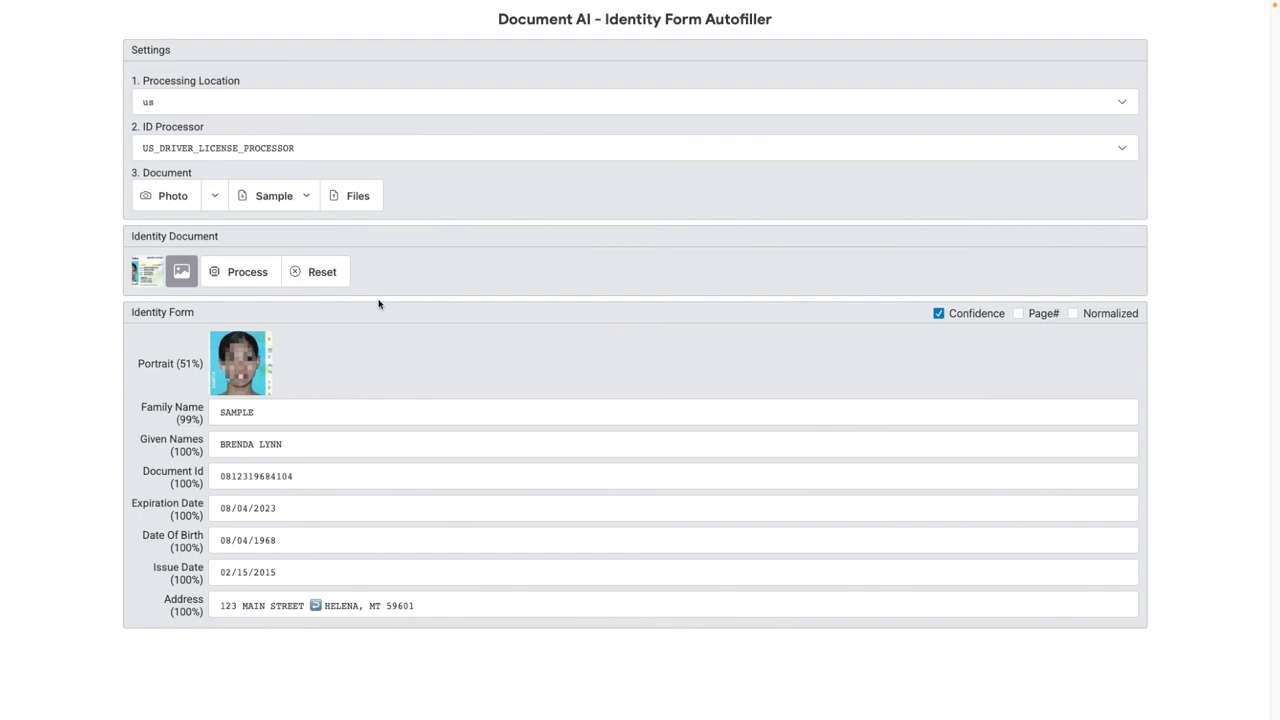 Document AI - Identity Form Autofiller
Settings
1. Processing Location
us
2. ID Processor
US_DRIVER_LICENSE_PROCESSOR
3. Document
Photo Sample Files
Identity Document
Process Reset
Identity Form Confidence Page# Normalized
Portrait (51%)
Family Name
(99%)
SAMPLE
Given Names
(100%)
BRENDA LYNN
Document Id
(100%)
0812319684104
Expiration Date
(100%)
08/04/2023
Date Of Birth
(100%)
08/04/1968
Issue Date
(100%)
02/15/2015
Address
(100%)
123 MAIN STREET HELENA, MT 59601